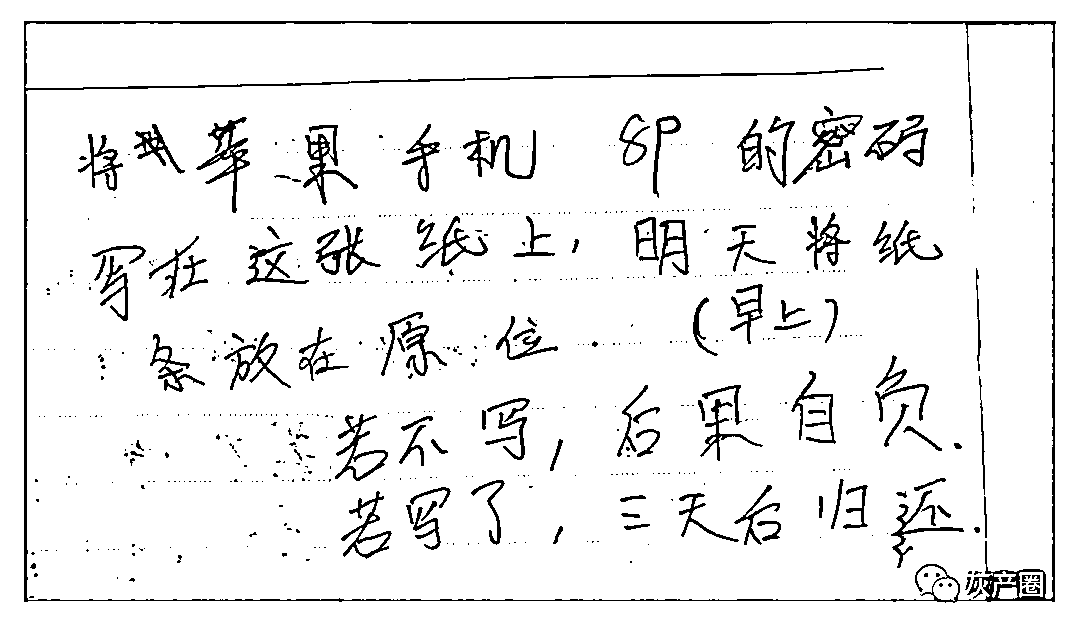 将苹果手机 8P 的密码
写在这张纸上,明天将纸
(早上)
条放在原位.
若不写,后果自负.
若写了,三天后归还.
灰产圈